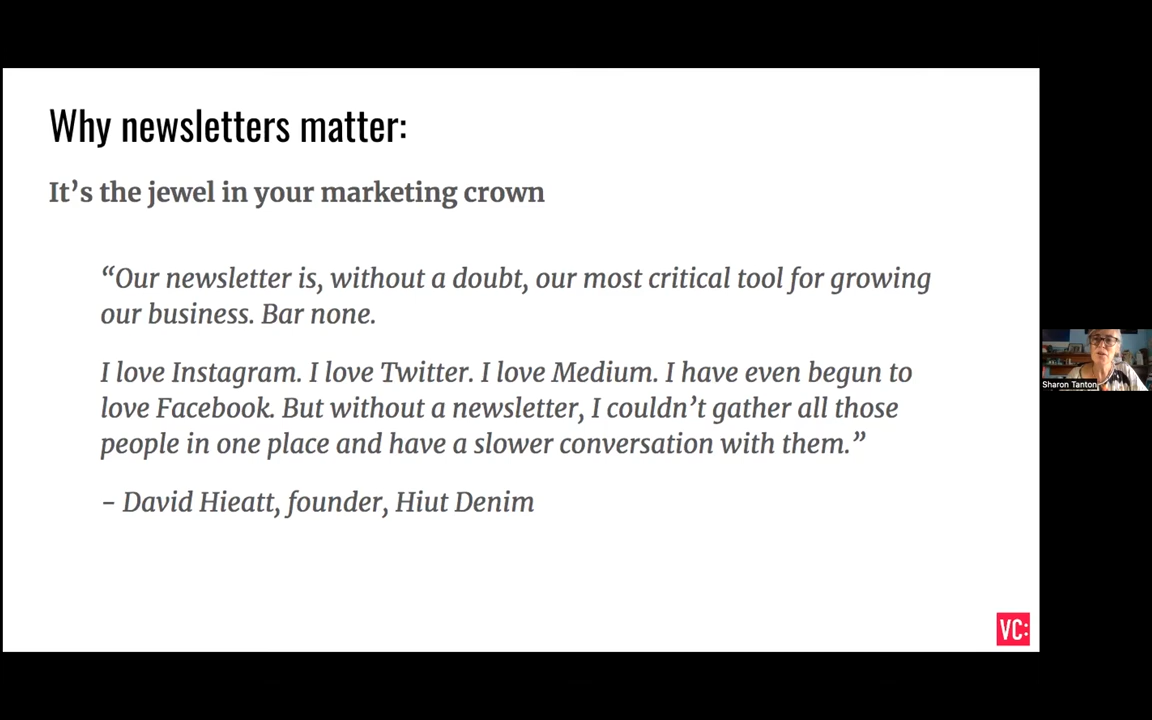 Why newsletters matter:
It’s the jewel in your marketing crown
“Our newsletter is, without a doubt, our most critical tool for growing
our business. Bar none.
I love Instagram. I love Twitter. I love Medium. I have even begun to
love Facebook. But without a newsletter, I couldn’t gather all those
people in one place and have a slower conversation with them.”
- David Hieatt, founder, Hiut Denim
Sharon Tanton
VC: